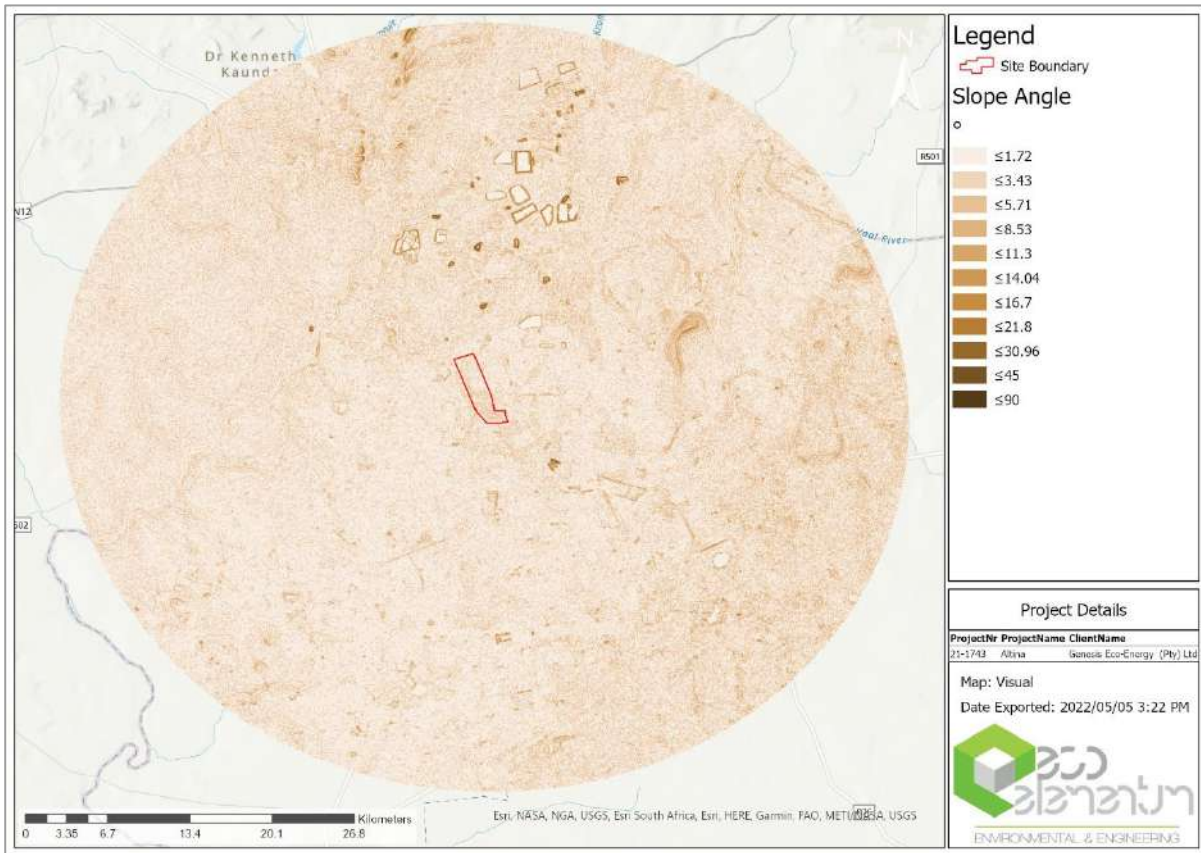 Dr Kenneth
N
R501
N12
Vaal River
Legend
Site Boundary
Slope Angle
°
≤1.72
≤3.43
≤5.71
≤8.53
≤11.3
≤14.04
≤16.7
≤21.8
≤30.96
≤45
≤90
Project Details
ProjectNr ProjectName ClientName
21-1743 Altina Genesis Eco-Energy (Pty) Ltd
Map: Visual
Date Exported: 2022/05/05 3:22 PM
eco
elementum
ENVIRONMENTAL & ENGINEERING
Kilometers
0 3.35 6.7 13.4 20.1 26.8
Esri, NASA, NGA, USGS, Esri South Africa, Esri, HERE, Garmin, FAO, USGS